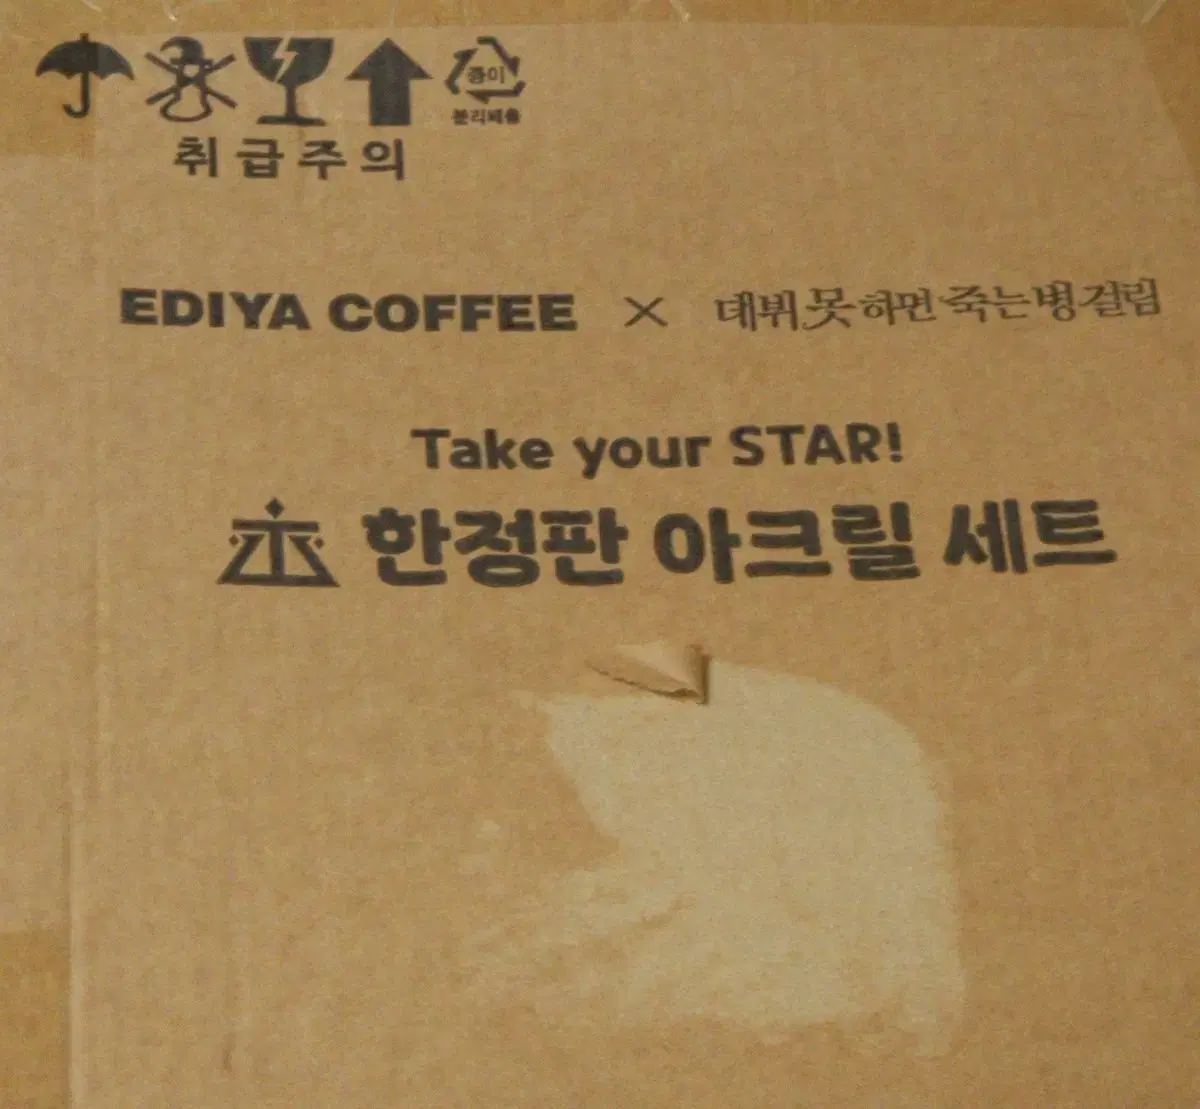 종이
분리배출
취급주의
EDIYA COFFEE × 데뷔 못 하면 죽는 병 걸림
Take your STAR!
한정판 아크릴 세트